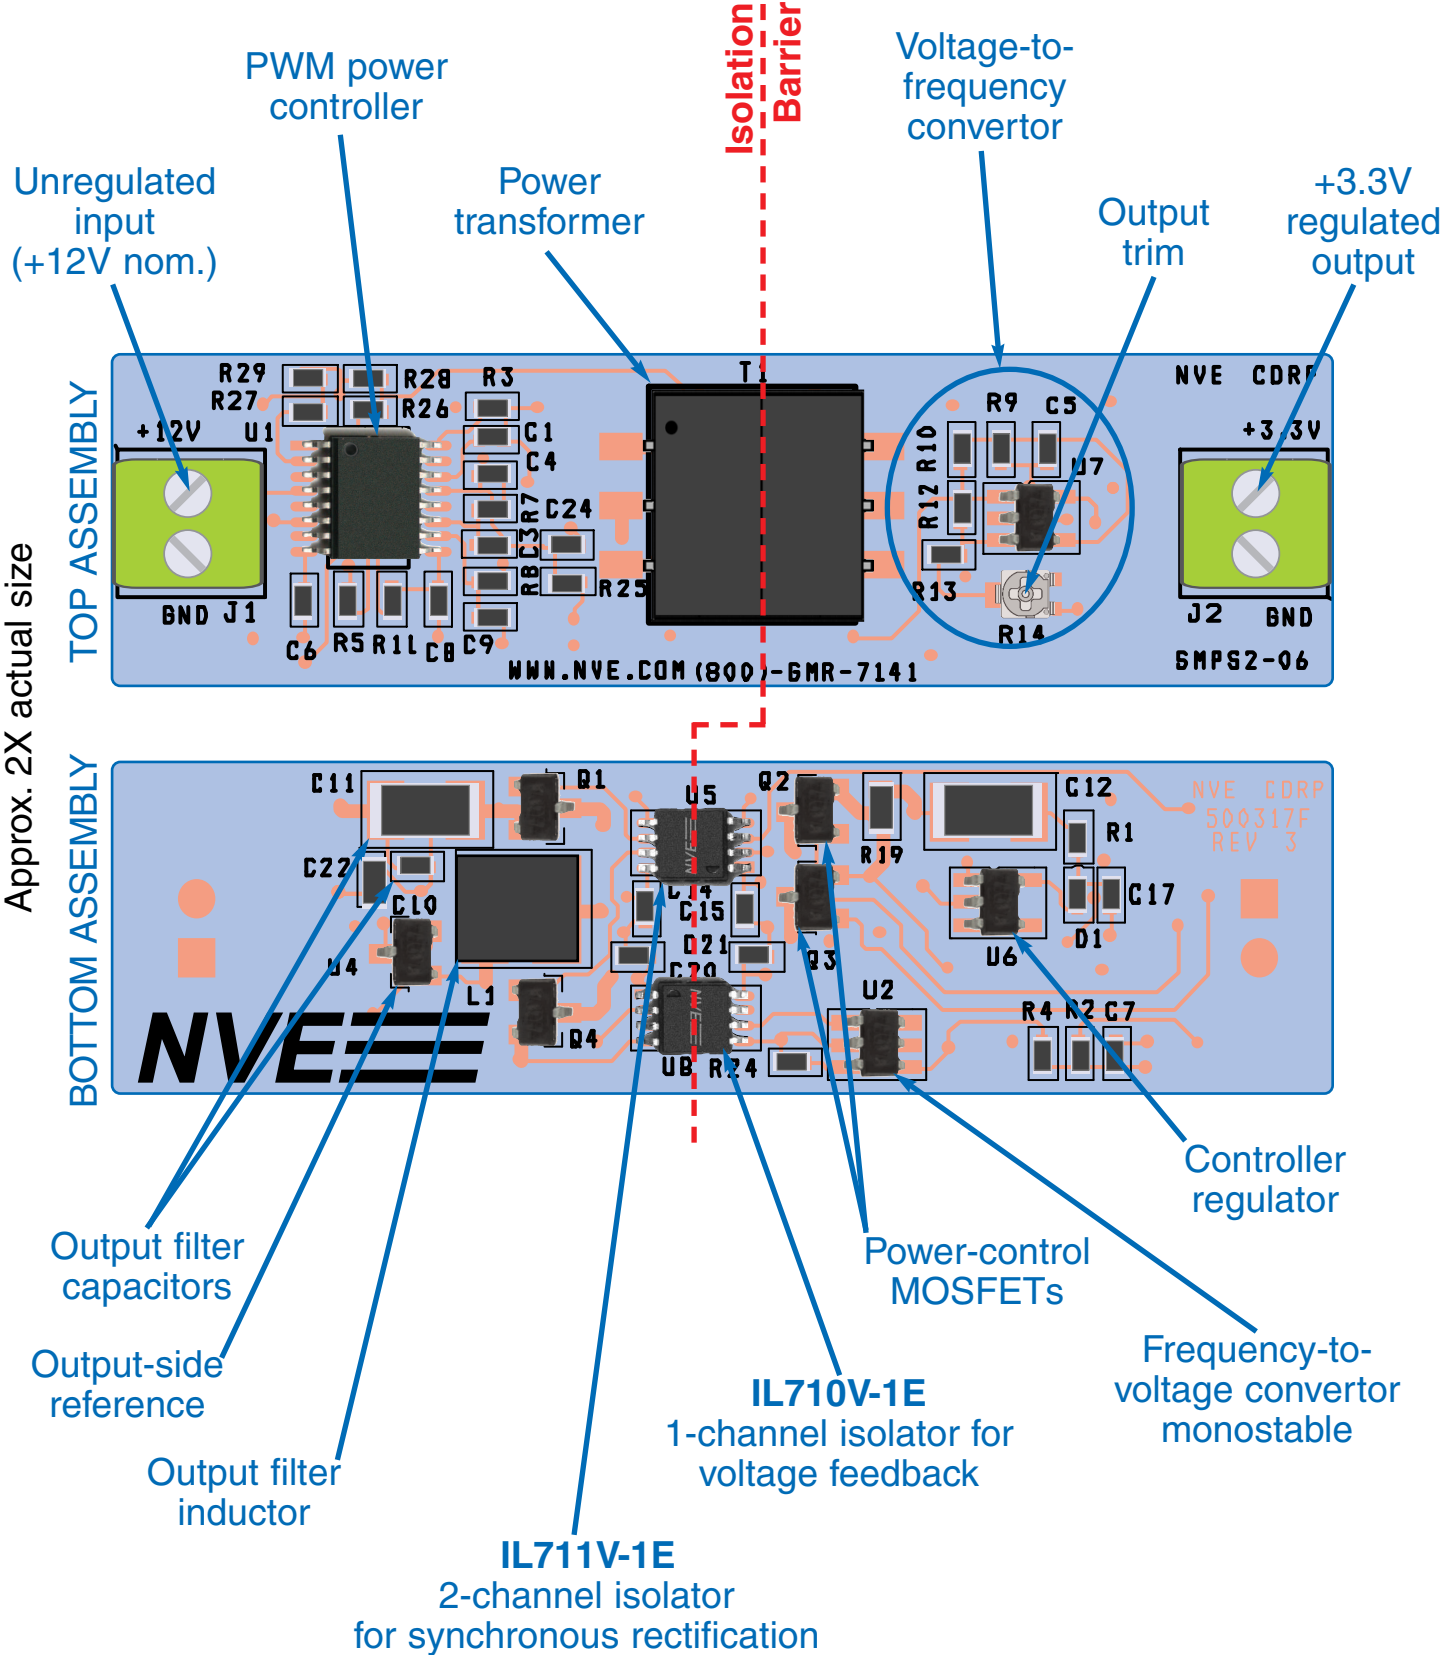 Isolation
Barrier
Voltage-to-
frequency
convertor
PWM power
controller
Unregulated
input
(+12V nom.)
Power
transformer
Output
trim
+3.3V
regulated
output
TOP ASSEMBLY
R29
R28
R3
R27
R26
+12V
U1
C1
C4
R7
C24
C3
R8
R25
GND J1
C6
R5
R11
C8
C9
T1
WWW.NVE.COM (800)-GMR-7141
R9
C5
R10
U7
R12
R13
R14
NVE CORP
+3.3V
J2
GND
SMPS2-06
Approx. 2X actual size
BOTTOM ASSEMBLY
C11
Q1
U5
Q2
C12
NVE CORP
500317F
REV 3
R1
R19
NVE
C22
C10
C14
C15
C17
D1
U4
L1
C21
Q3
U6
C20
U2
NVE
R4
R2
C7
NVE
Q4
U8
R24
Controller
regulator
Output filter
capacitors
Power-control
MOSFETs
Output-side
reference
Frequency-to-
voltage convertor
monostable
IL710V-1E
1-channel isolator for
voltage feedback
Output filter
inductor
IL711V-1E
2-channel isolator
for synchronous rectification